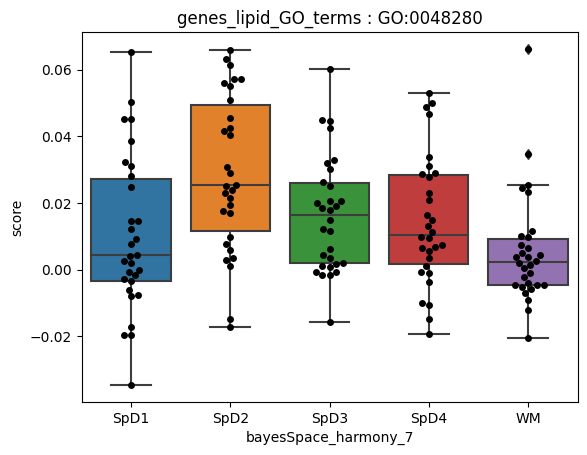 genes_lipid_GO_terms : GO:0048280
score
0.06
0.04
0.02
0.00
−0.02
SpD1 SpD2 SpD3 SpD4 WM
bayesSpace_harmony_7